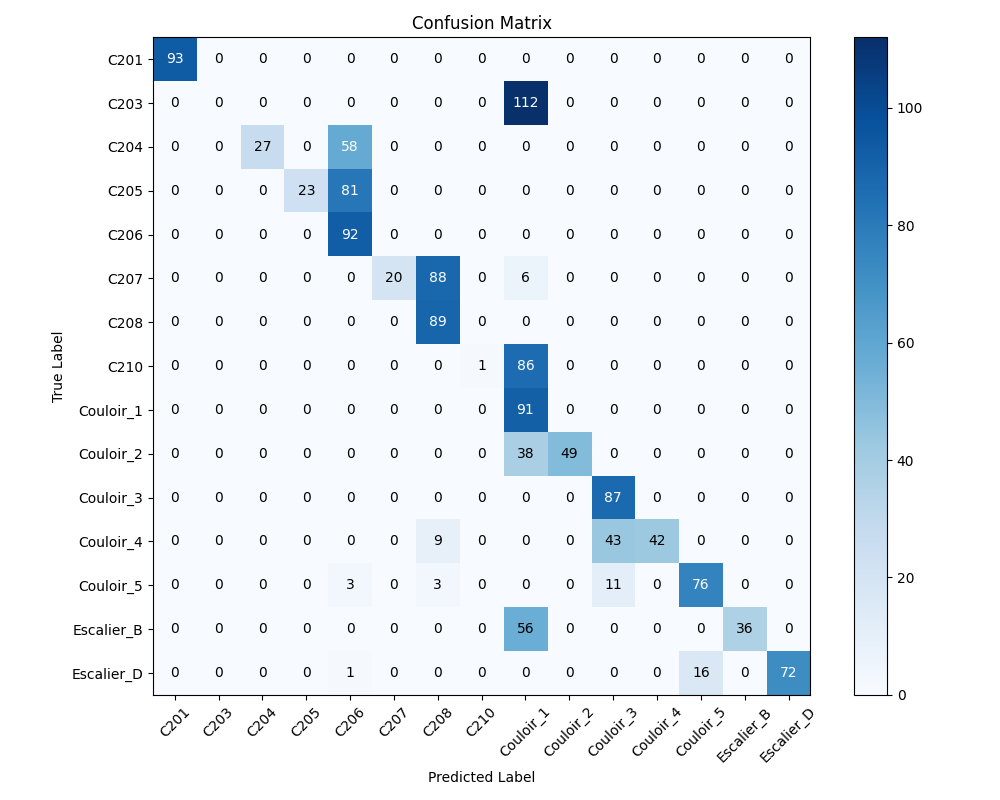 Confusion Matrix
True Label
C201 93 0 0 0 0 0 0 0 0 0 0 0 0 0 0
C203 0 0 0 0 0 0 0 0 112 0 0 0 0 0 0
C204 0 0 27 0 58 0 0 0 0 0 0 0 0 0 0
C205 0 0 0 23 81 0 0 0 0 0 0 0 0 0 0
C206 0 0 0 0 92 0 0 0 0 0 0 0 0 0 0
C207 0 0 0 0 0 20 88 0 6 0 0 0 0 0 0
C208 0 0 0 0 0 0 89 0 0 0 0 0 0 0 0
C210 0 0 0 0 0 0 0 1 86 0 0 0 0 0 0
Couloir_1 0 0 0 0 0 0 0 0 91 0 0 0 0 0 0
Couloir_2 0 0 0 0 0 0 0 0 38 49 0 0 0 0 0
Couloir_3 0 0 0 0 0 0 0 0 0 0 87 0 0 0 0
Couloir_4 0 0 0 0 0 0 9 0 0 0 43 42 0 0 0
Couloir_5 0 0 0 0 3 0 3 0 0 0 11 0 76 0 0
Escalier_B 0 0 0 0 0 0 0 0 56 0 0 0 0 36 0
Escalier_D 0 0 0 0 1 0 0 0 0 0 0 0 16 0 72
C201 C203 C204 C205 C206 C207 C208 C210 Couloir_1 Couloir_2 Couloir_3 Couloir_4 Couloir_5 Escalier_B Escalier_D
Predicted Label
100
80
60
40
20
0